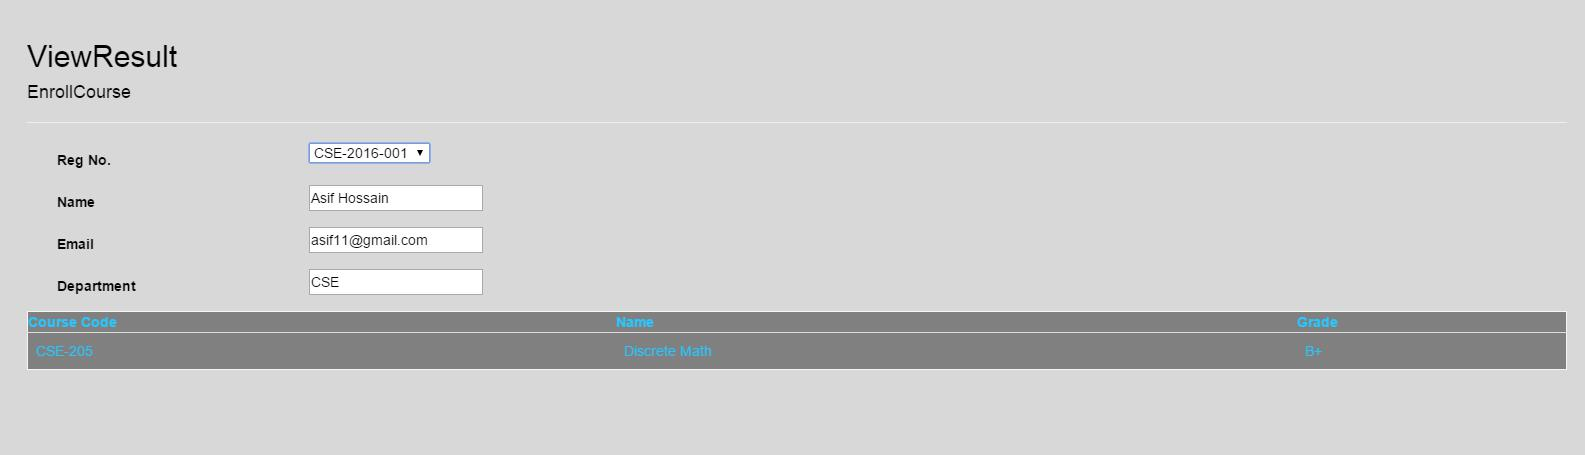 ViewResult
EnrollCourse
Reg No. CSE-2016-001
Name Asif Hossain
Email asif11@gmail.com
Department CSE
Course Code Name Grade
CSE-205 Discrete Math B+